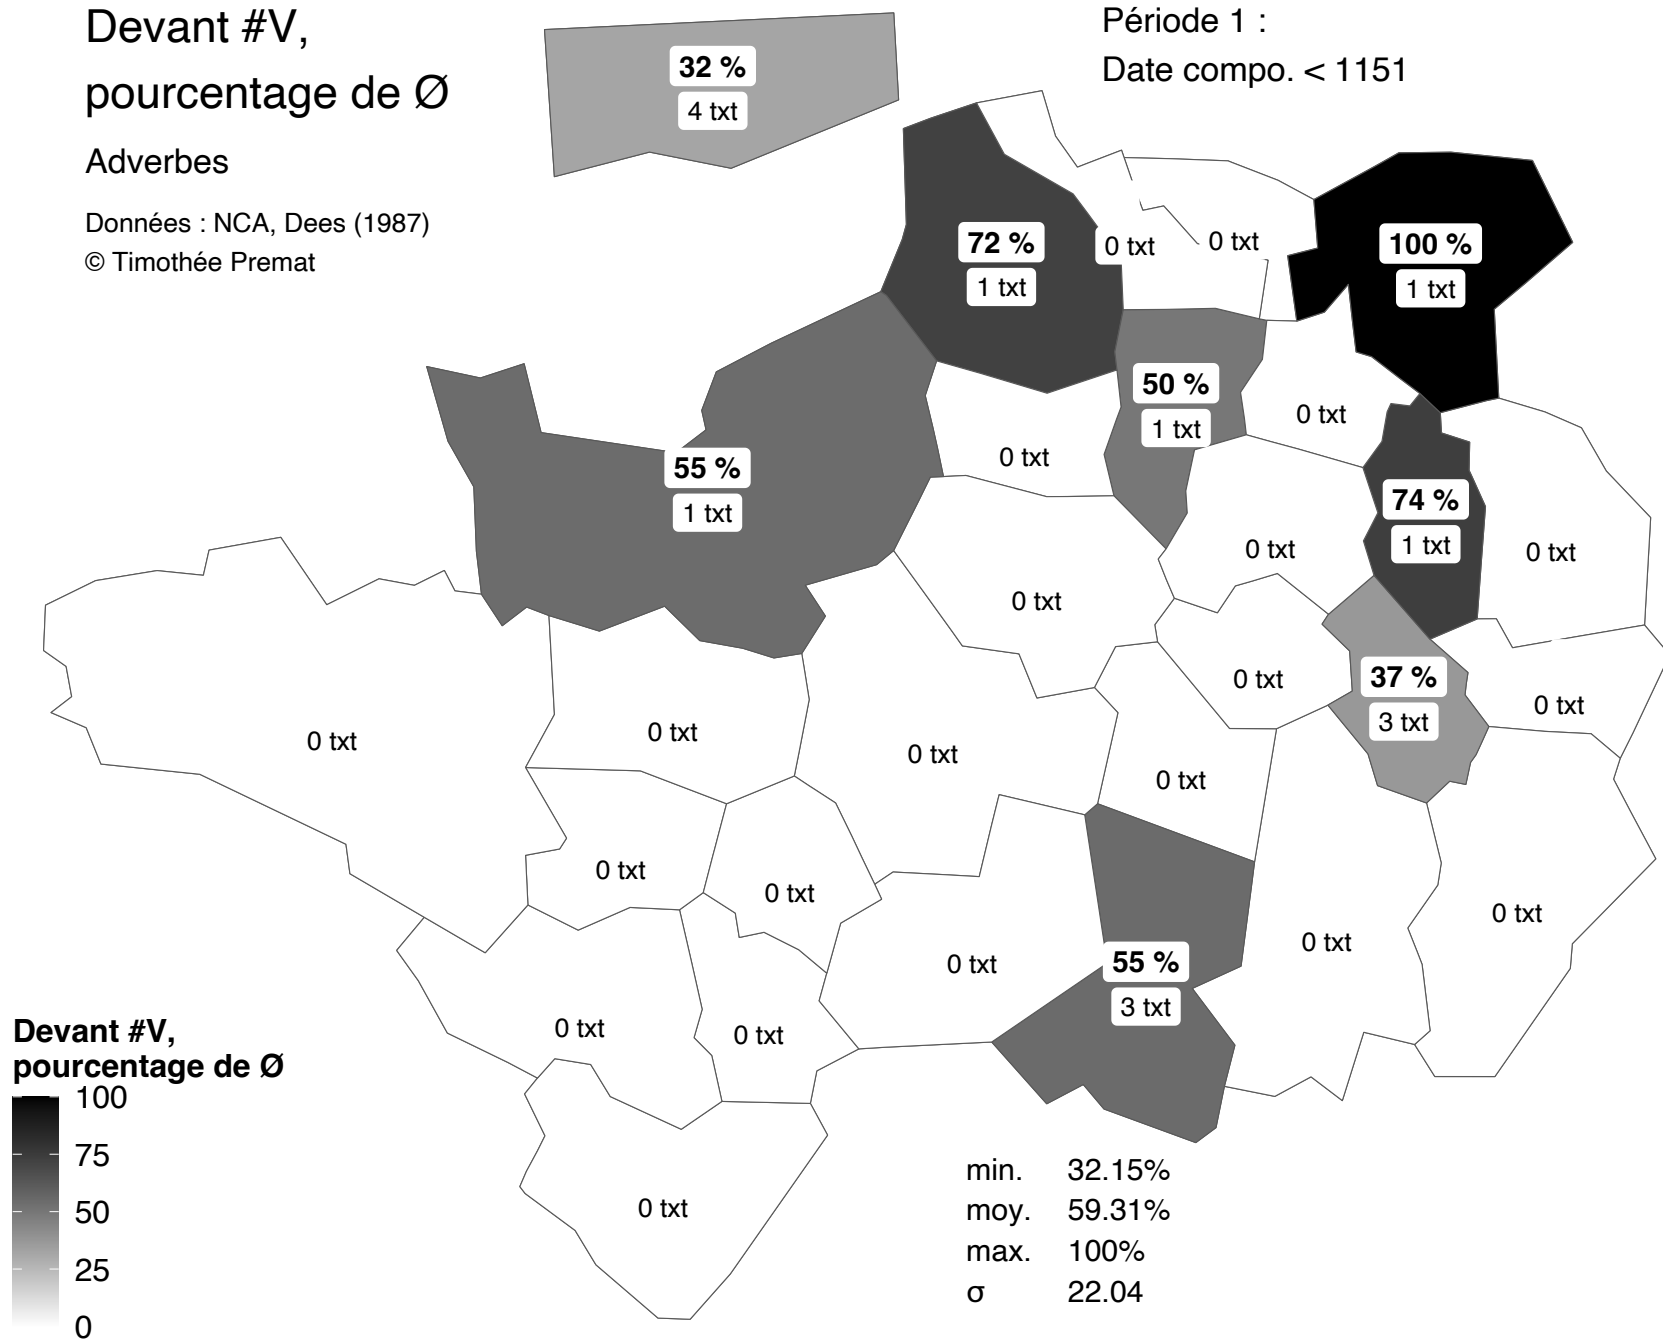 Devant #V,
pourcentage de Ø
Adverbes
Données : NCA, Dees (1987)
© Timothée Premat
Période 1 :
Date compo. < 1151
32 %
4 txt
72 %
1 txt
0 txt
0 txt
100 %
1 txt
50 %
1 txt
0 txt
55 %
1 txt
0 txt
74 %
1 txt
0 txt
0 txt
0 txt
37 %
3 txt
0 txt
0 txt
0 txt
0 txt
0 txt
0 txt
0 txt
0 txt
0 txt
55 %
3 txt
0 txt
0 txt
0 txt
0 txt
0 txt
0 txt
Devant #V,
pourcentage de Ø
100
75
50
25
0
min. 32.15%
moy. 59.31%
max. 100%
σ 22.04